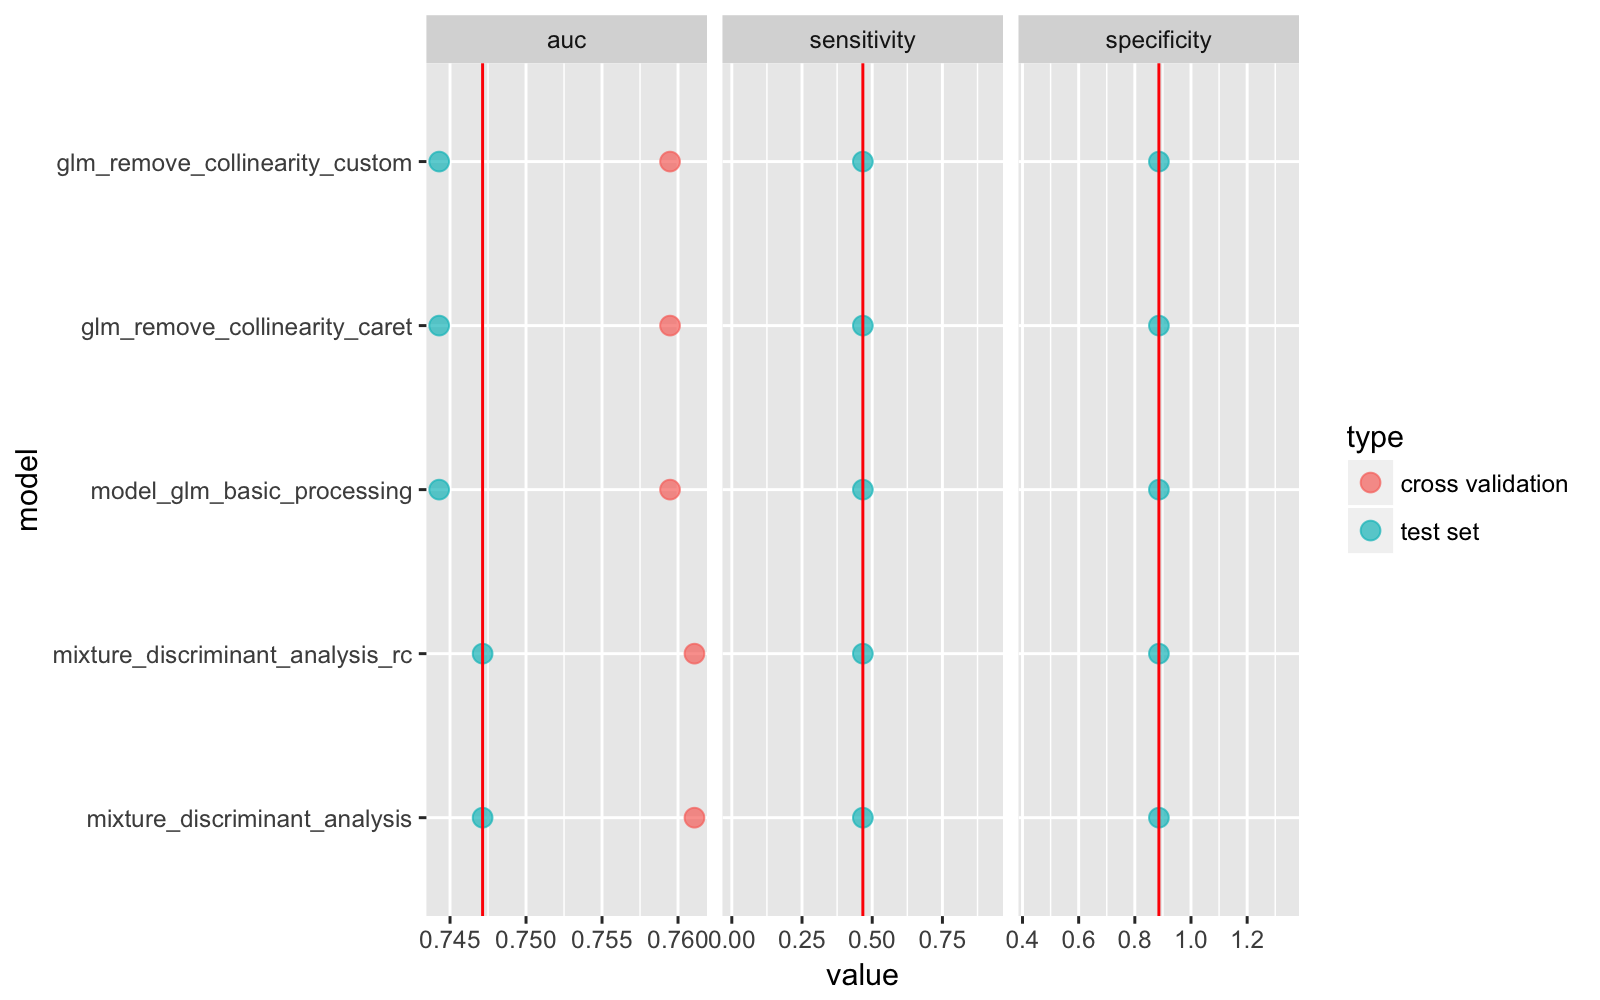 auc sensitivity specificity
glm_remove_collinearity_custom
glm_remove_collinearity_caret
model_glm_basic_processing
mixture_discriminant_analysis_rc
mixture_discriminant_analysis
model
0.745 0.750 0.755 0.760 0.00 0.25 0.50 0.75 0.4 0.6 0.8 1.0 1.2
value
type
cross validation
test set